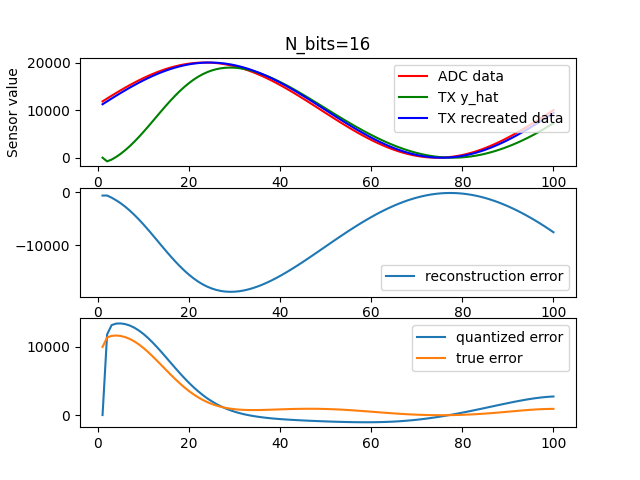 N_bits=16
Sensor value
20000
10000
0
ADC data
TX y_hat
TX recreated data
0 20 40 60 80 100
0
−10000
reconstruction error
0 20 40 60 80 100
10000
0
quantized error
true error
0 20 40 60 80 100